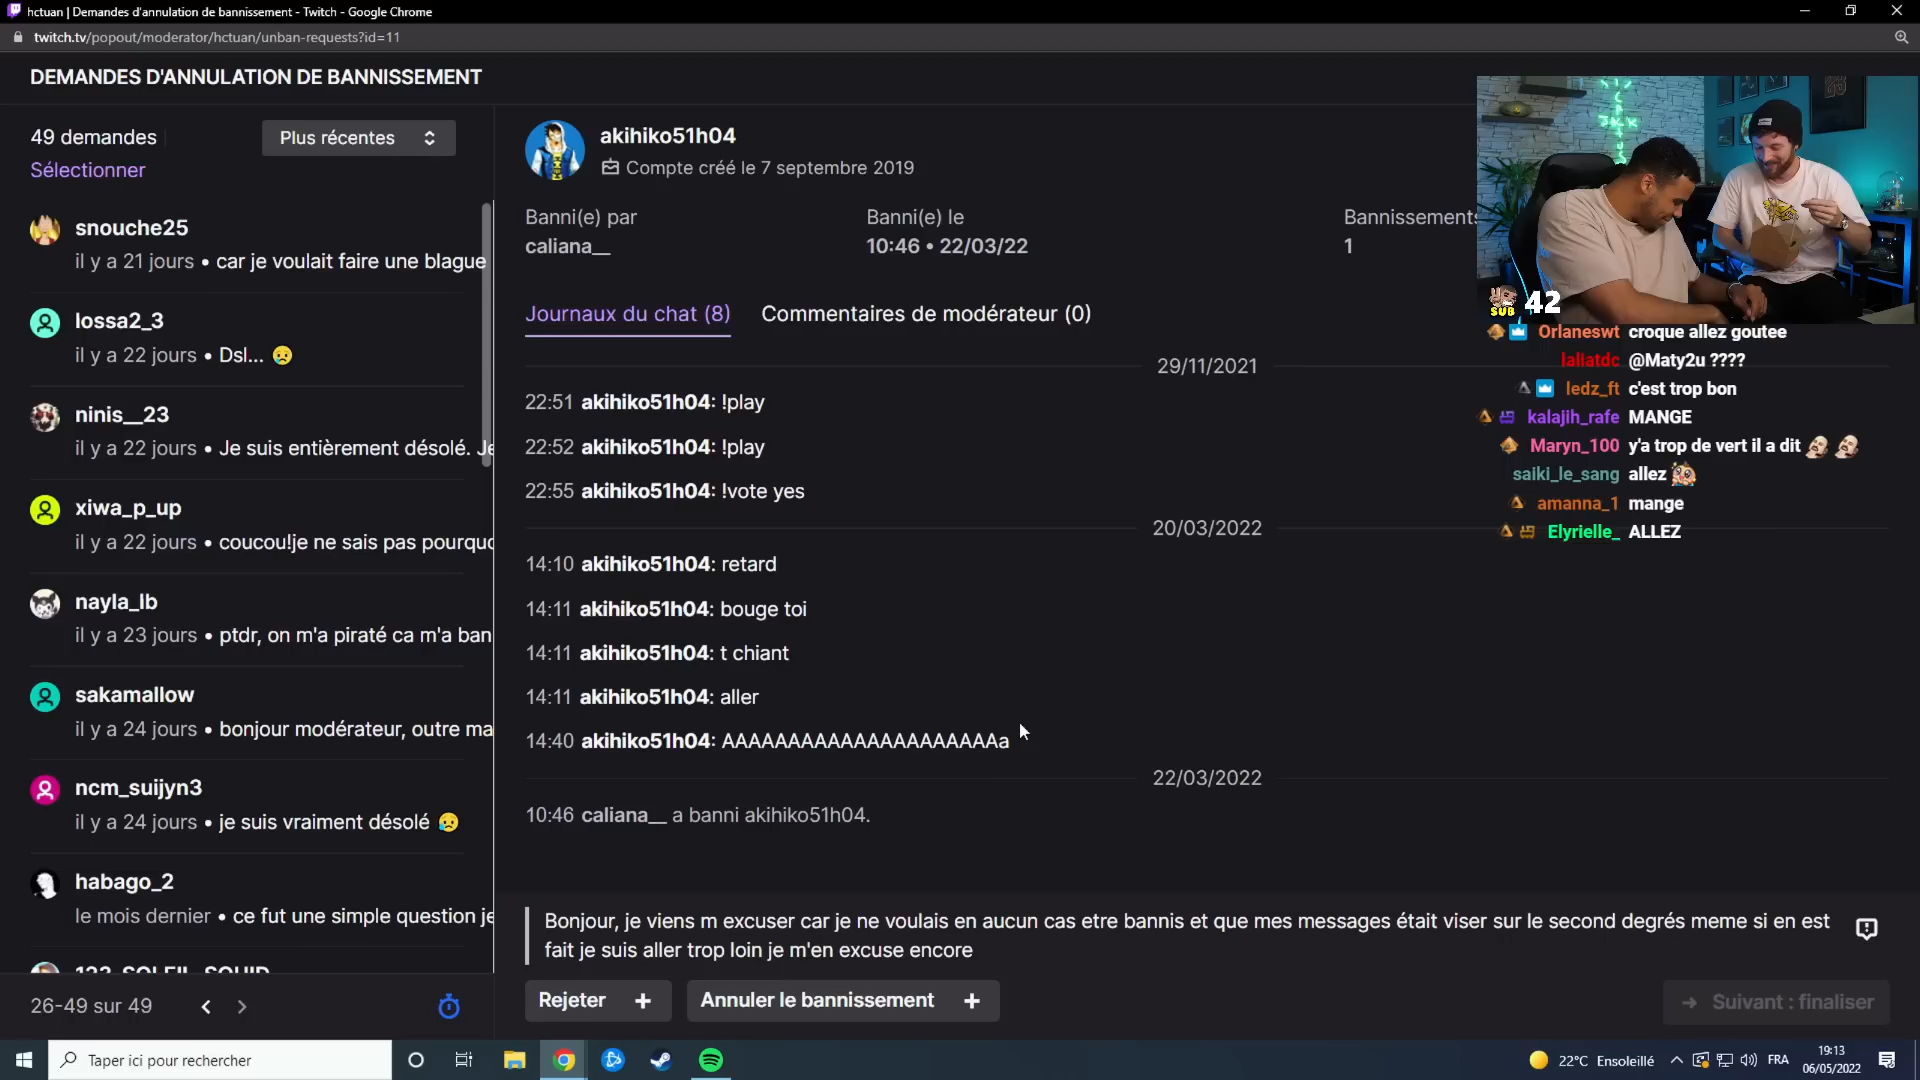 hctuan | Demandes d'annulation de bannissement - Twitch - Google Chrome
twitch.tv/popout/moderator/hctuan/unban-requests?id=11
DEMANDES D'ANNULATION DE BANNISSEMENT
49 demandes
Plus récentes
Sélectionner
snouche25
il y a 21 jours • car je voulait faire une blague
lossa2_3
il y a 22 jours • Dsl... 😥
ninis__23
il y a 22 jours • Je suis entièrement désolé. Je
xiwa_p_up
il y a 22 jours • coucou!je ne sais pas pourquo
nayla_lb
il y a 23 jours • ptdr, on m'a piraté ca m'a ban
sakamallow
il y a 24 jours • bonjour modérateur, outre ma
ncm_suijyn3
il y a 24 jours • je suis vraiment désolé 😥
habago_2
le mois dernier • ce fut une simple question je
26-49 sur 49
akihiko51h04
Compte créé le 7 septembre 2019
Banni(e) par
caliana__
Banni(e) le
10:46 • 22/03/22
Bannissements
1
Journaux du chat (8)
Commentaires de modérateur (0)
29/11/2021
22:51 akihiko51h04: !play
22:52 akihiko51h04: !play
22:55 akihiko51h04: !vote yes
20/03/2022
14:10 akihiko51h04: retard
14:11 akihiko51h04: bouge toi
14:11 akihiko51h04: t chiant
14:11 akihiko51h04: aller
14:40 akihiko51h04: AAAAAAAAAAAAAAAAAAAAAa
22/03/2022
10:46 caliana__ a banni akihiko51h04.
Bonjour, je viens m excuser car je ne voulais en aucun cas etre bannis et que mes messages était viser sur le second degrés meme si en est
fait je suis aller trop loin je m'en excuse encore
Rejeter +
Annuler le bannissement +
→ Suivant : finaliser
SUB 42
Orlaneswt croque allez goutee
lallatdc @Maty2u ????
ledz_ft c'est trop bon
kalajih_rafe MANGE
Maryn_100 y'a trop de vert il a dit
saiki_le_sang allez
amanna_1 mange
Elyrielle_ ALLEZ
Taper ici pour rechercher
22°C Ensoleillé
FRA
19:13
06/05/2022